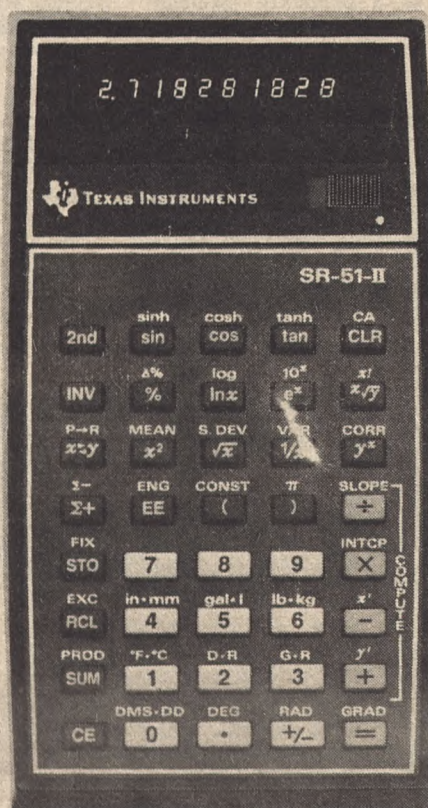 2.718281828
TEXAS INSTRUMENTS
SR-51-II
sinh cosh tanh CA
2nd sin cos tan CLR
Δ% log 10ˣ x!
INV % lnx eˣ ˣ√y
P→R MEAN S. DEV VAR CORR
x⇄y x² √x 1/x yˣ
Σ− ENG CONST π SLOPE
Σ+ EE ( ) ÷
FIX INTCP
STO 7 8 9 ×
EXC in•mm gal•l lb•kg x'
RCL 4 5 6 −
PROD °F•°C D•R G•R y'
SUM 1 2 3 +
COMPUTE
DMS•DD DEG RAD GRAD
CE 0 • +/− =